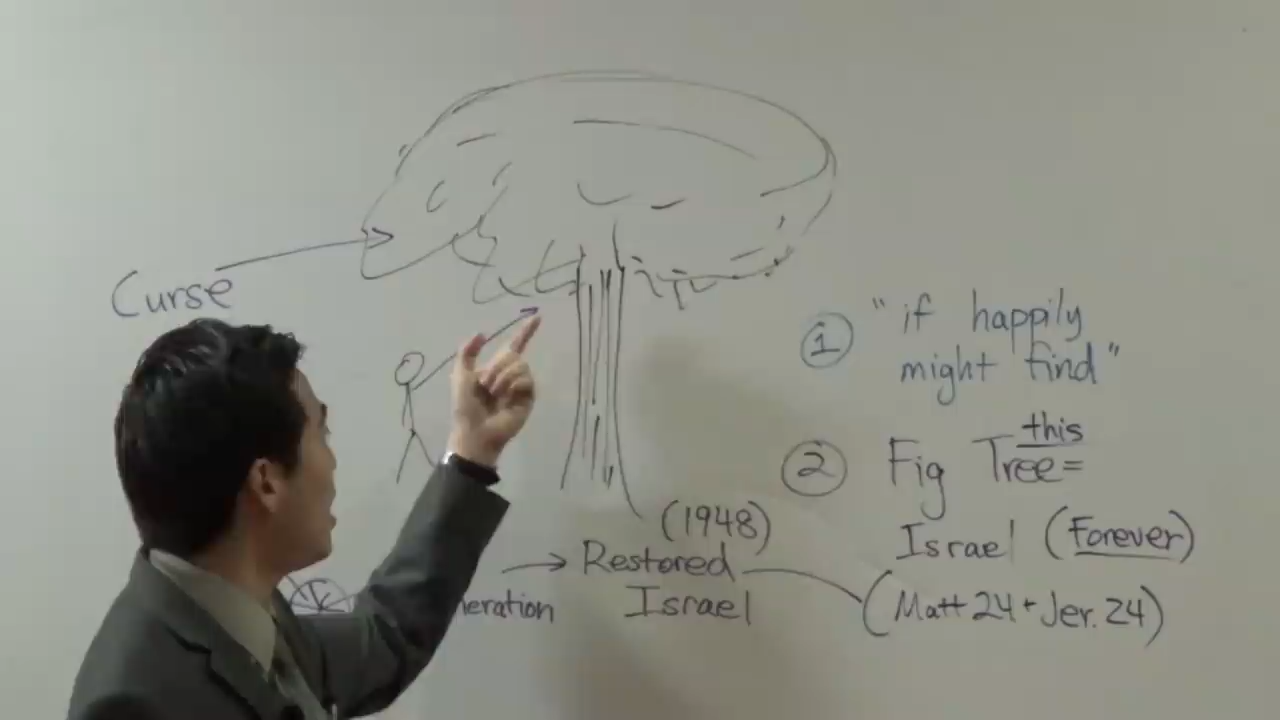 Curse
① "if happily
might find"
② Fig this
Tree=
Israel (Forever)
(Matt 24 + Jer. 24)
(1948)
→ Restored
Israel
neration